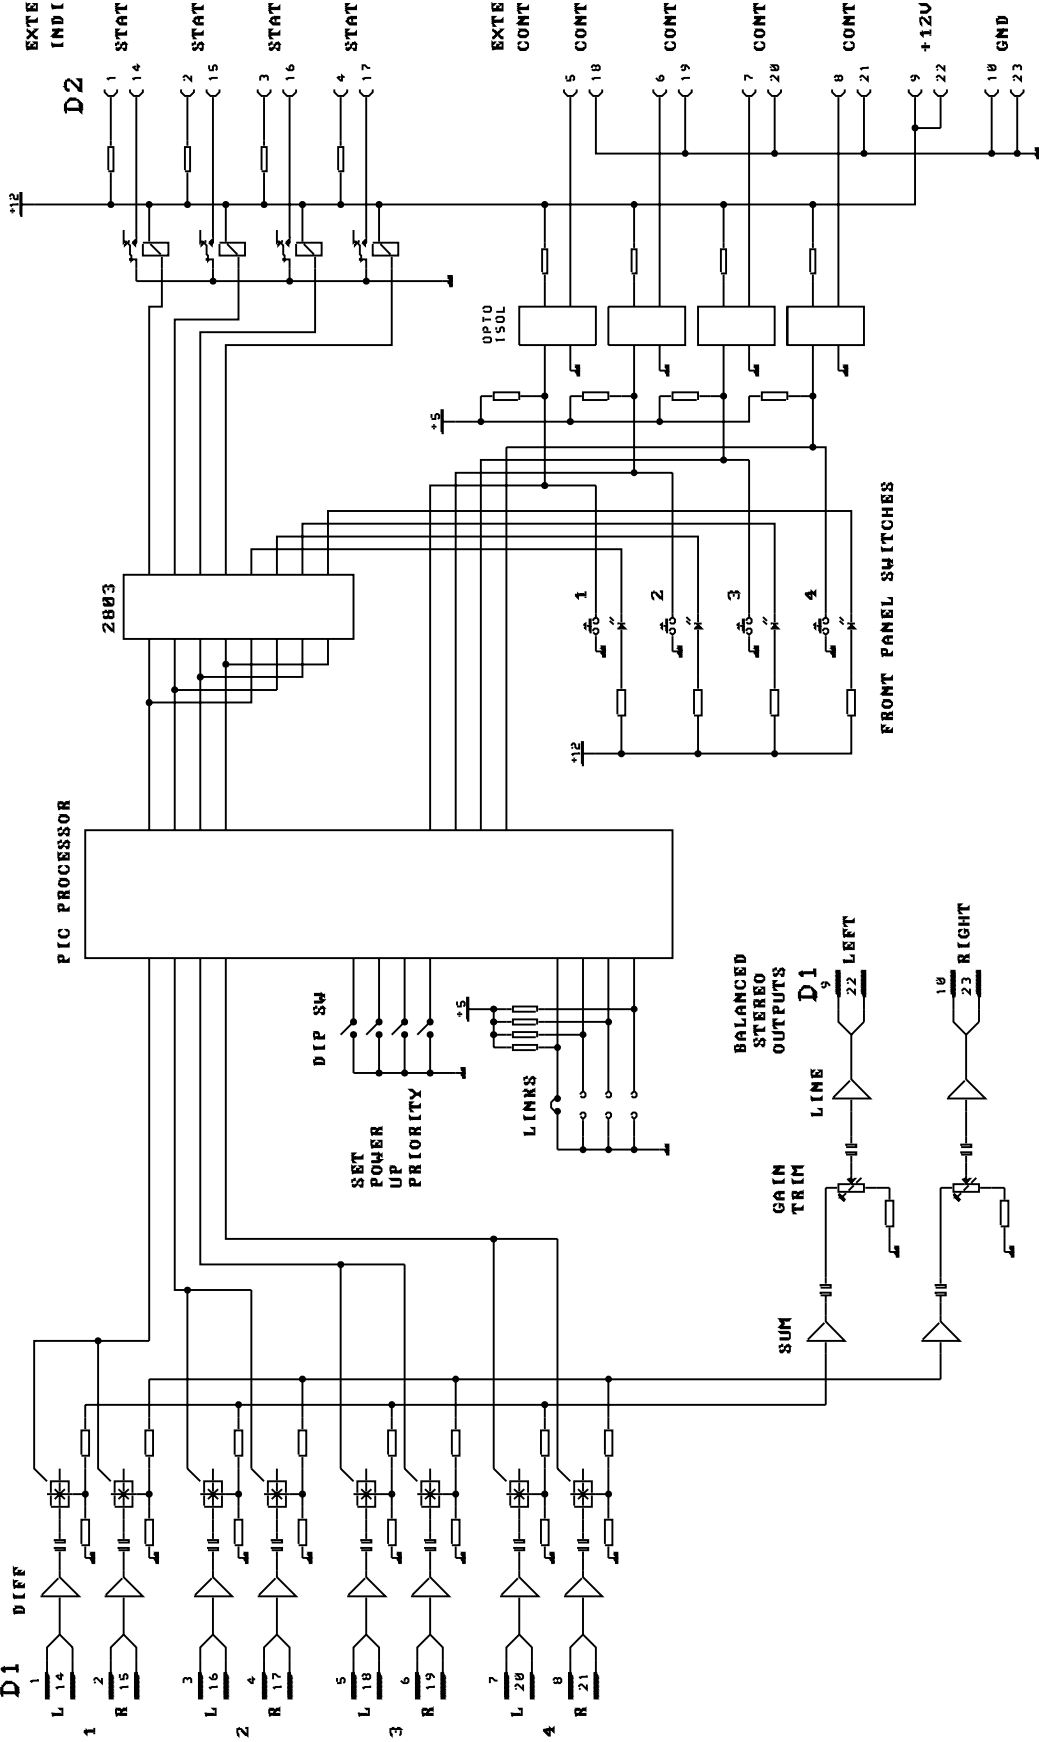 D1
DIFF
1
L
1
14
R
2
15
2
L
3
16
R
4
17
3
L
5
18
R
6
19
4
L
7
20
R
8
21
SUM
GAIN
TRIM
LINE
BALANCED
STEREO
OUTPUTS
D1
9
22
LEFT
10
23
RIGHT
SET
POWER
UP
PRIORITY
DIP SW
LINKS
+5
PIC PROCESSOR
2803
+12
FRONT PANEL SWITCHES
1
2
3
4
+5
OPTO
ISOL
+12
D2
EXTE
INDI
1
14
STAT
2
15
STAT
3
16
STAT
4
17
STAT
EXTE
CONT
5
18
CONT
6
19
CONT
7
20
CONT
8
21
CONT
9
22
+12V
10
23
GND